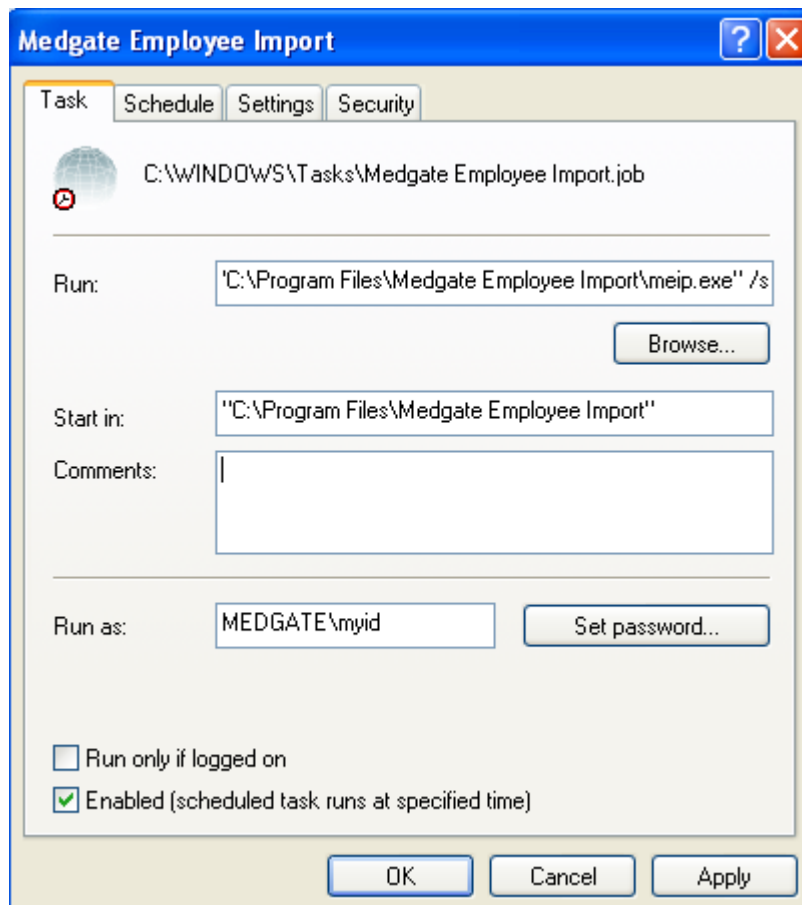 Medgate Employee Import
?
Task Schedule Settings Security
C:\WINDOWS\Tasks\Medgate Employee Import.job
Run: 'C:\Program Files\Medgate Employee Import\meip.exe" /s
Browse...
Start in: "C:\Program Files\Medgate Employee Import"
Comments:
Run as: MEDGATE\myid Set password...
Run only if logged on
Enabled (scheduled task runs at specified time)
OK Cancel Apply